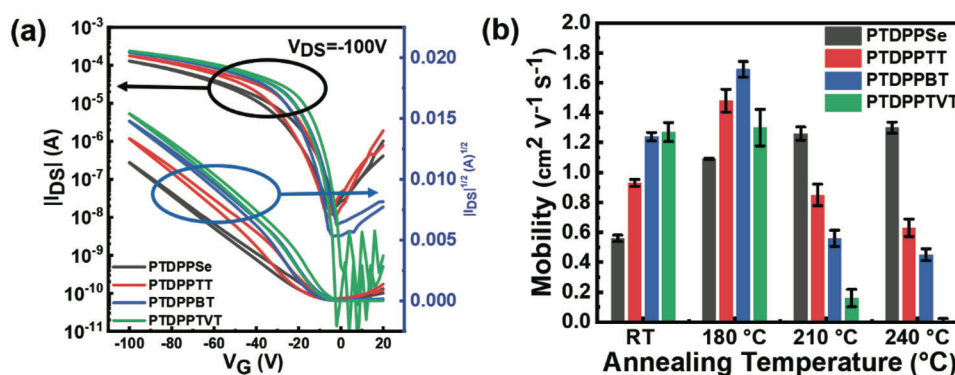 (a)
10⁻³
10⁻⁴
10⁻⁵
10⁻⁶
10⁻⁷
10⁻⁸
10⁻⁹
10⁻¹⁰
10⁻¹¹
|I_DS| (A)
V_DS=-100V
PTDPPSe
PTDPPTT
PTDPPBT
PTDPPTVT
-100 -80 -60 -40 -20 0 20
V_G (V)
0.020
0.015
0.010
0.005
0.000
|I_DS|^1/2 (A)^1/2
(b)
2.0
1.8
1.6
1.4
1.2
1.0
0.8
0.6
0.4
0.2
0.0
Mobility (cm² v⁻¹ s⁻¹)
PTDPPSe
PTDPPTT
PTDPPBT
PTDPPTVT
RT 180 °C 210 °C 240 °C
Annealing Temperature (°C)